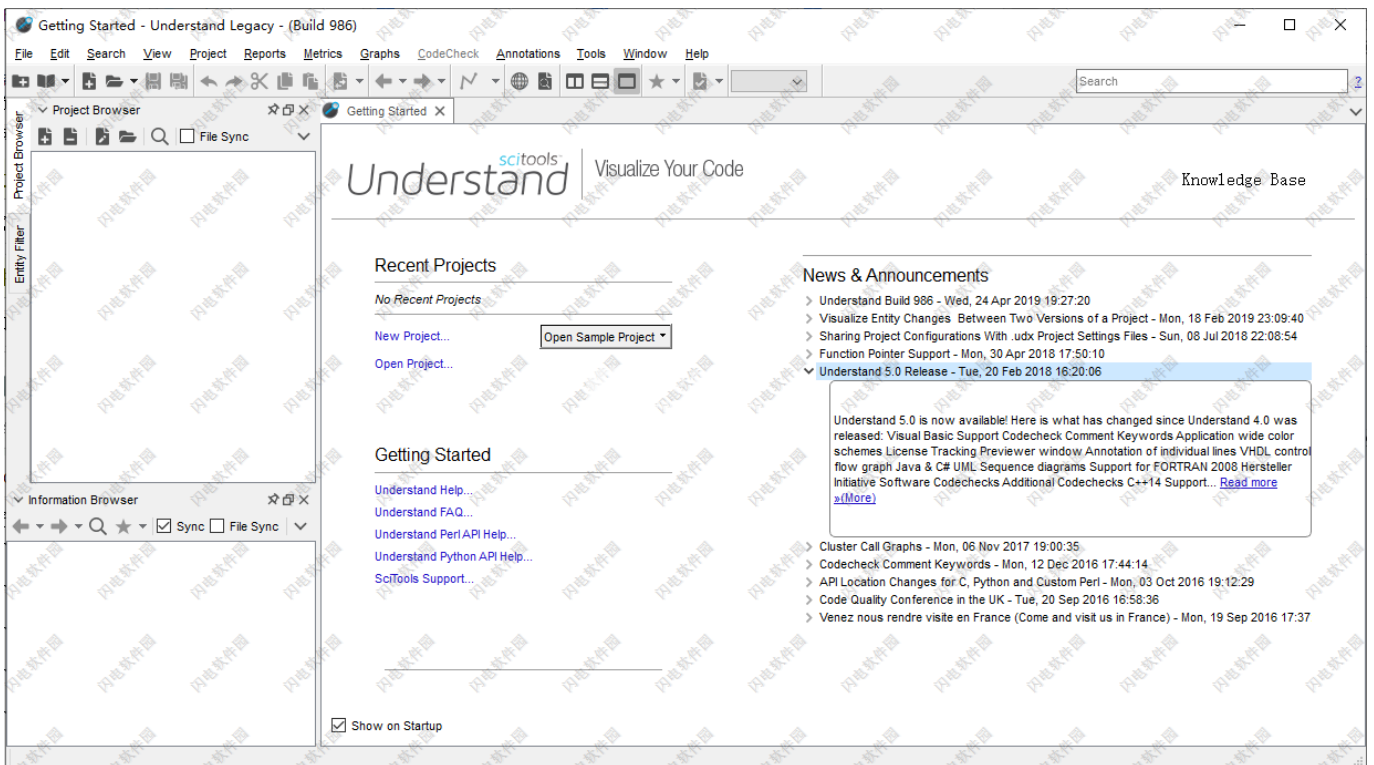 Getting Started - Understand Legacy - (Build 986)
File Edit Search View Project Reports Metrics Graphs CodeCheck Annotations Tools Window Help
Search ?
Project Browser
Getting Started
File Sync
Project Browser
Entity Filter
Understand
scitools
Visualize Your Code
Knowledge Base
Recent Projects
No Recent Projects
New Project...
Open Sample Project
Open Project...
Getting Started
Understand Help...
Understand FAQ...
Understand Perl API Help...
Understand Python API Help...
SciTools Support...
News & Announcements
Understand Build 986 - Wed, 24 Apr 2019 19:27:20
Visualize Entity Changes Between Two Versions of a Project - Mon, 18 Feb 2019 23:09:40
Sharing Project Configurations With .udx Project Settings Files - Sun, 08 Jul 2018 22:08:54
Function Pointer Support - Mon, 30 Apr 2018 17:50:10
Understand 5.0 Release - Tue, 20 Feb 2018 16:20:06
Understand 5.0 is now available! Here is what has changed since Understand 4.0 was
released: Visual Basic Support Codecheck Comment Keywords Application wide color
schemes License Tracking Previewer window Annotation of individual lines VHDL control
flow graph Java & C# UML Sequence diagrams Support for FORTRAN 2008 Hersteller
Initiative Software Codechecks Additional Codechecks C++14 Support... Read more
»(More)
Cluster Call Graphs - Mon, 06 Nov 2017 19:00:35
Codecheck Comment Keywords - Mon, 12 Dec 2016 17:44:14
API Location Changes for C, Python and Custom Perl - Mon, 03 Oct 2016 19:12:29
Code Quality Conference in the UK - Tue, 20 Sep 2016 16:58:36
Venez nous rendre visite en France (Come and visit us in France) - Mon, 19 Sep 2016 17:37
Information Browser
Sync File Sync
Show on Startup
闪电软件园